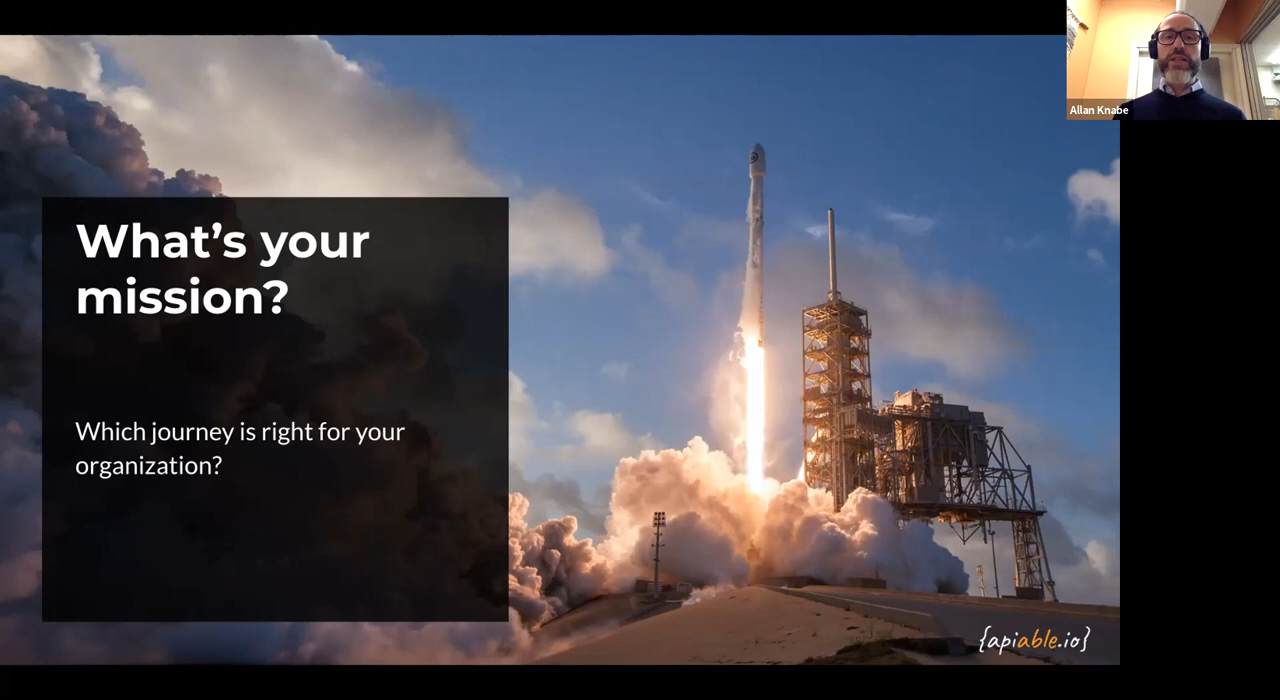 What’s your
mission?
Which journey is right for your
organization?
{apiable.io}
Allan Knabe